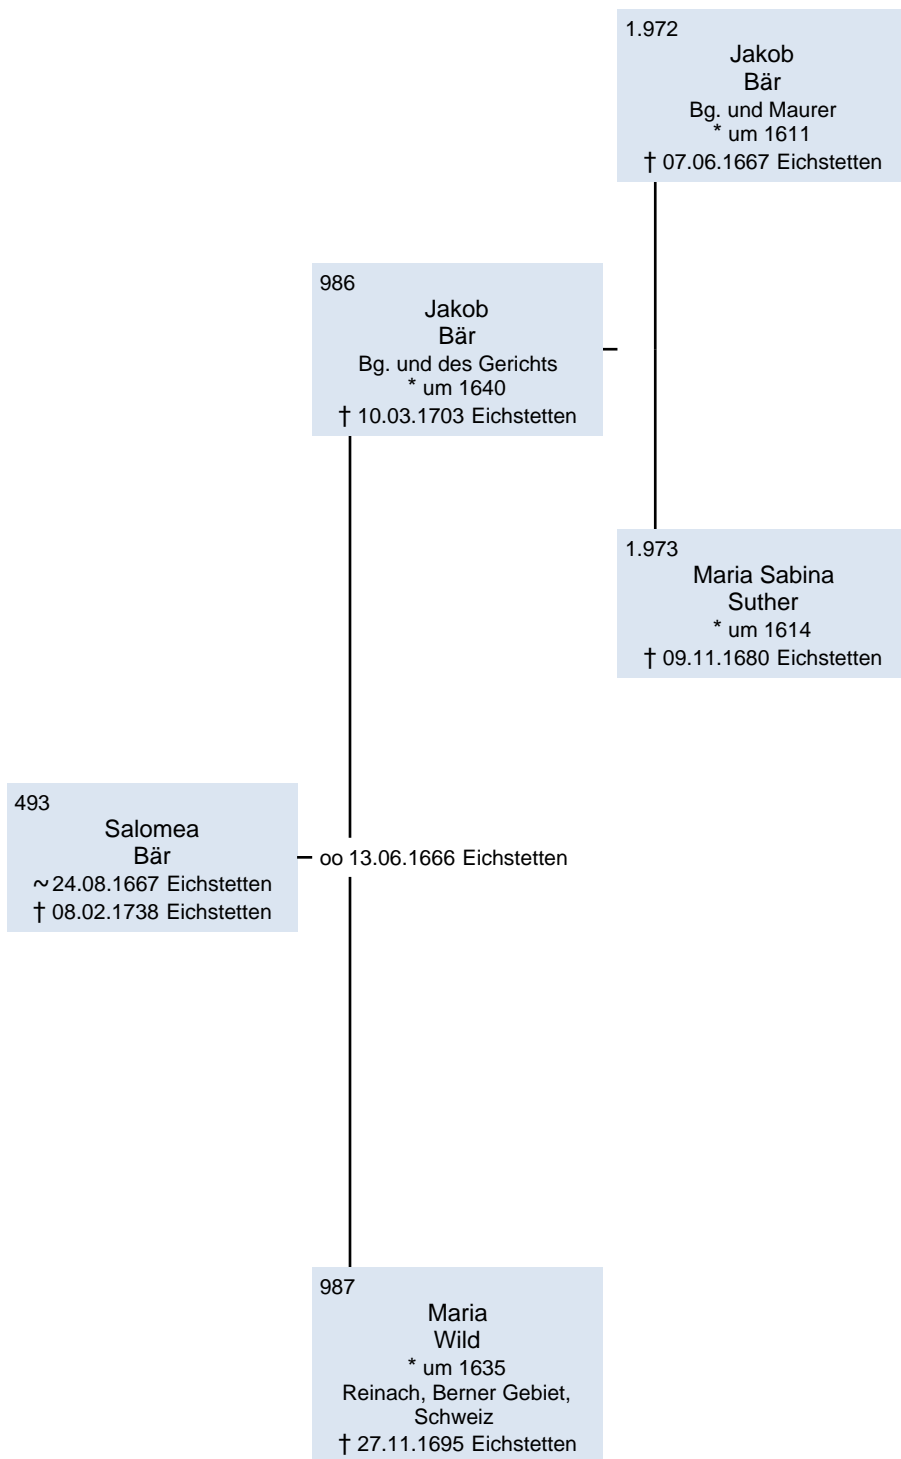 1.972
Jakob
Bär
Bg. und Maurer
* um 1611
† 07.06.1667 Eichstetten
986
Jakob
Bär
Bg. und des Gerichts
* um 1640
† 10.03.1703 Eichstetten
1.973
Maria Sabina
Suther
* um 1614
† 09.11.1680 Eichstetten
493
Salomea
Bär
~ 24.08.1667 Eichstetten
† 08.02.1738 Eichstetten
oo 13.06.1666 Eichstetten
987
Maria
Wild
* um 1635
Reinach, Berner Gebiet,
Schweiz
† 27.11.1695 Eichstetten